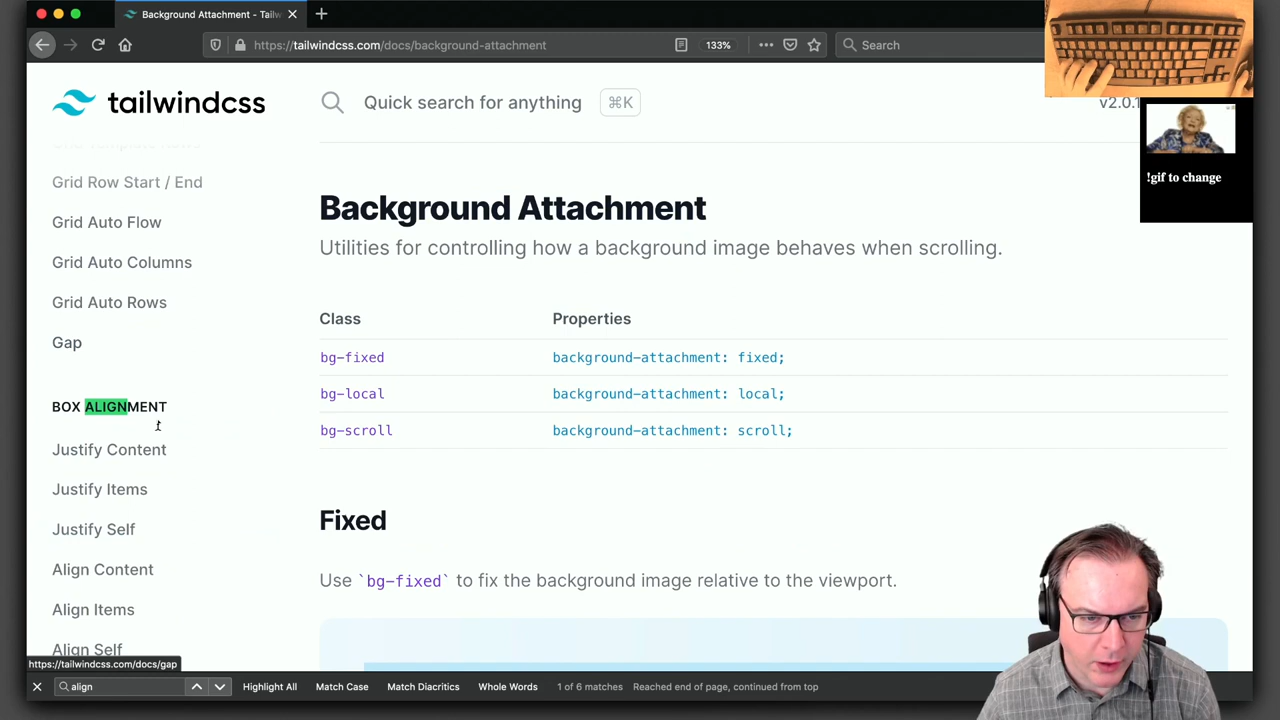 Background Attachment - Tailw
https://tailwindcss.com/docs/background-attachment
133%
Search
tailwindcss
Quick search for anything
⌘K
v2.0.1
!gif to change
Grid Row Start / End
Grid Auto Flow
Grid Auto Columns
Grid Auto Rows
Gap
BOX ALIGNMENT
Justify Content
Justify Items
Justify Self
Align Content
Align Items
Align Self
Background Attachment
Utilities for controlling how a background image behaves when scrolling.
Class Properties
bg-fixed background-attachment: fixed;
bg-local background-attachment: local;
bg-scroll background-attachment: scroll;
Fixed
Use `bg-fixed` to fix the background image relative to the viewport.
https://tailwindcss.com/docs/gap
align
Highlight All Match Case Match Diacritics Whole Words 1 of 6 matches Reached end of page, continued from top